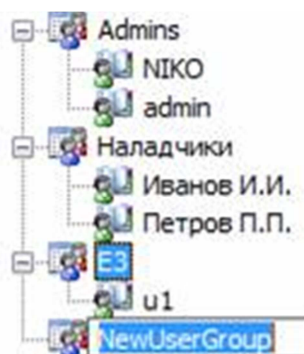 Admins
NIKO
admin
Наладчики
Иванов И.И.
Петров П.П.
E3
u1
NewUserGroup